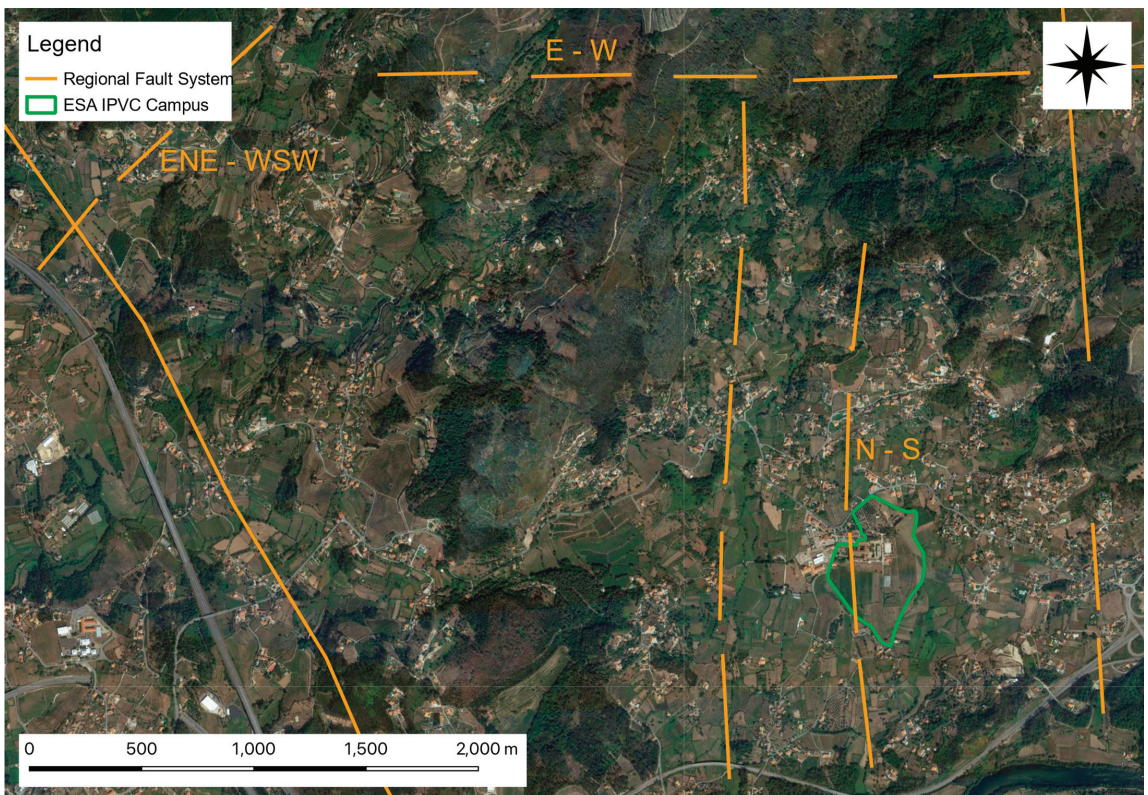 Legend
Regional Fault System
ESA IPVC Campus
E - W
ENE - WSW
N - S
0 500 1,000 1,500 2,000 m